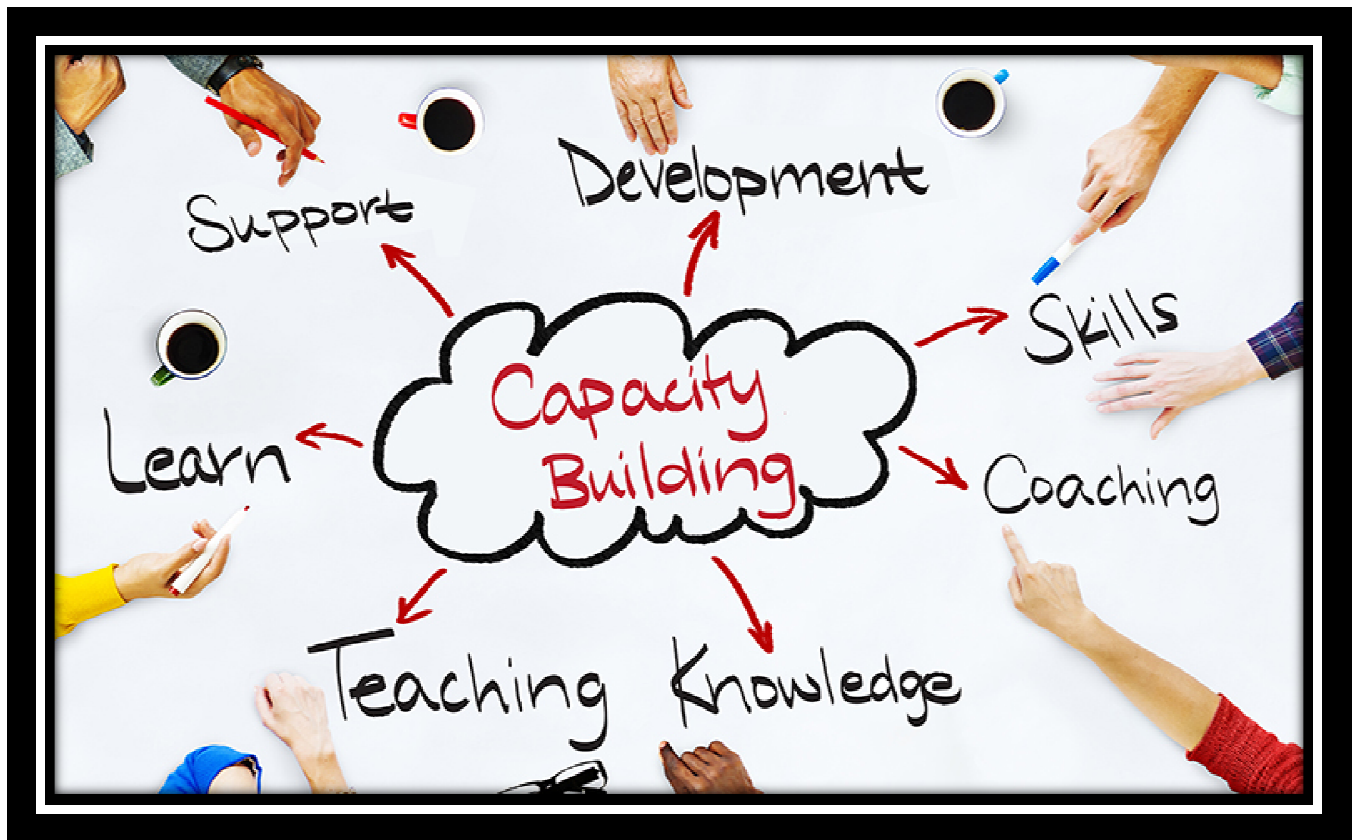 Development
Support
Skills
Capacity
Building
Learn
Coaching
Teaching
Knowledge